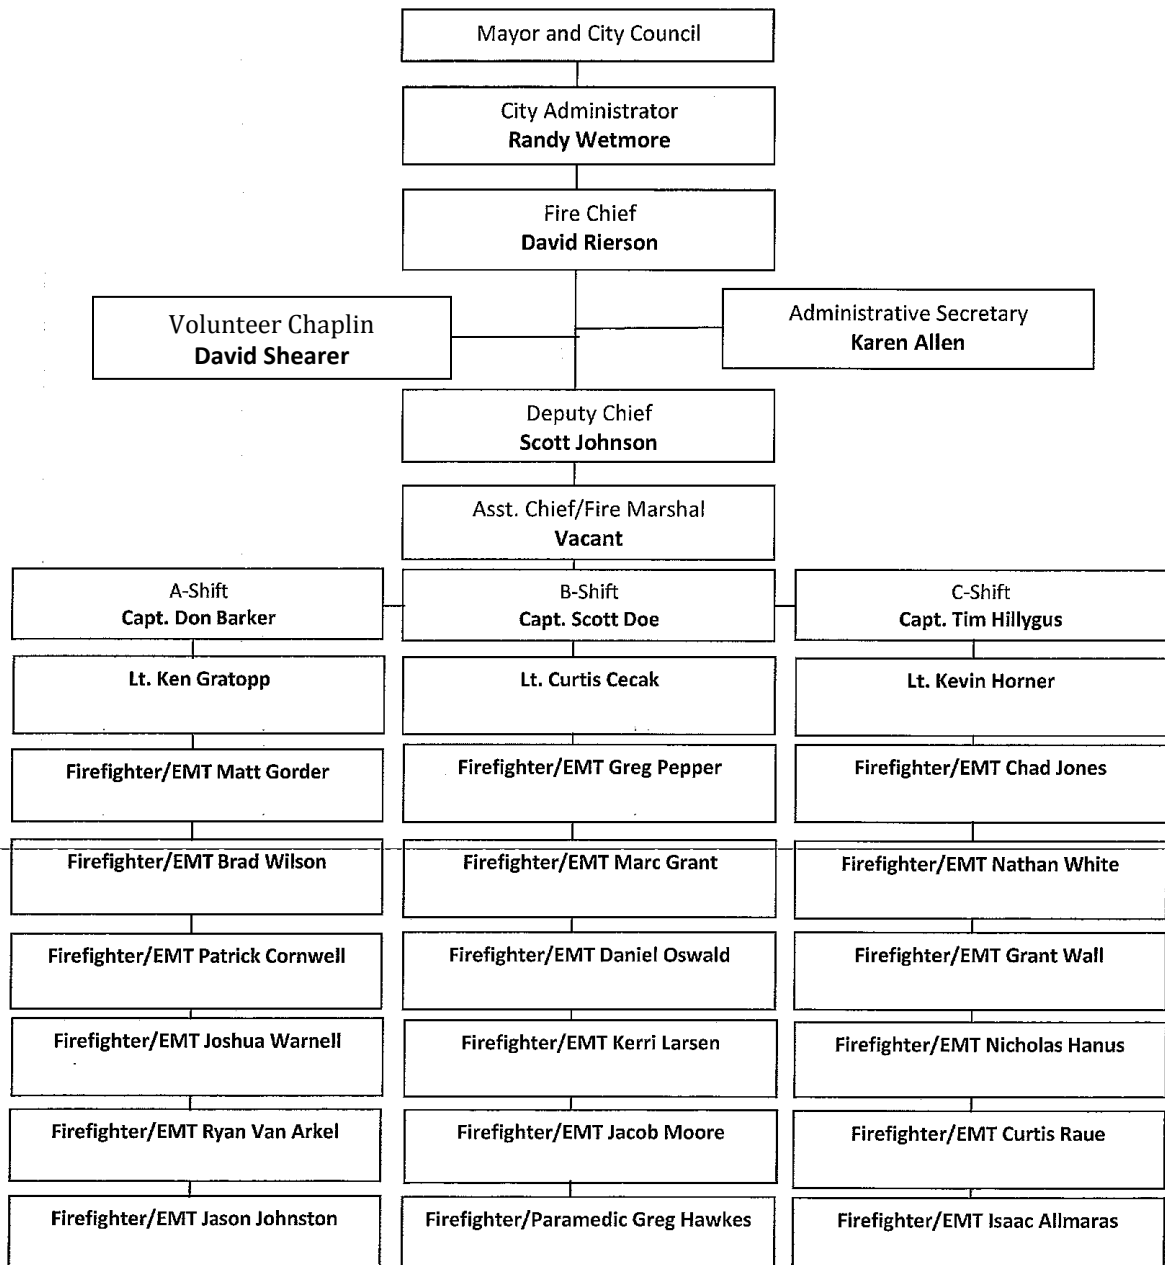 Mayor and City Council
City Administrator
Randy Wetmore
Fire Chief
David Rierson
Volunteer Chaplin
David Shearer
Administrative Secretary
Karen Allen
Deputy Chief
Scott Johnson
Asst. Chief/Fire Marshal
Vacant
A-Shift
Capt. Don Barker
B-Shift
Capt. Scott Doe
C-Shift
Capt. Tim Hillygus
Lt. Ken Gratopp
Lt. Curtis Cecak
Lt. Kevin Horner
Firefighter/EMT Matt Gorder
Firefighter/EMT Greg Pepper
Firefighter/EMT Chad Jones
Firefighter/EMT Brad Wilson
Firefighter/EMT Marc Grant
Firefighter/EMT Nathan White
Firefighter/EMT Patrick Cornwell
Firefighter/EMT Daniel Oswald
Firefighter/EMT Grant Wall
Firefighter/EMT Joshua Warnell
Firefighter/EMT Kerri Larsen
Firefighter/EMT Nicholas Hanus
Firefighter/EMT Ryan Van Arkel
Firefighter/EMT Jacob Moore
Firefighter/EMT Curtis Raue
Firefighter/EMT Jason Johnston
Firefighter/Paramedic Greg Hawkes
Firefighter/EMT Isaac Allmaras